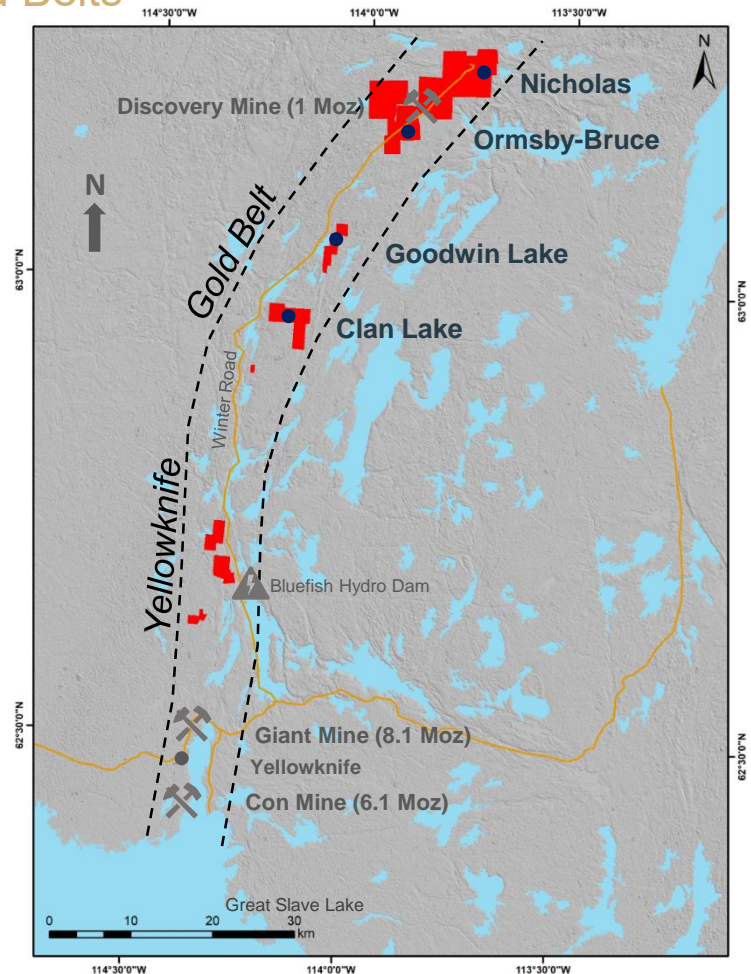 114°30'0"W 114°0'0"W 113°30'0"W
N
Nicholas
Discovery Mine (1 Moz)
Ormsby-Bruce
N
Gold Belt
Goodwin Lake
63°0'0"N
63°0'0"N
Clan Lake
Winter Road
Yellowknife
Bluefish Hydro Dam
62°30'0"N
Giant Mine (8.1 Moz)
62°30'0"N
Yellowknife
Con Mine (6.1 Moz)
Great Slave Lake
0 10 20 30
km
114°30'0"W 114°0'0"W 113°30'0"W